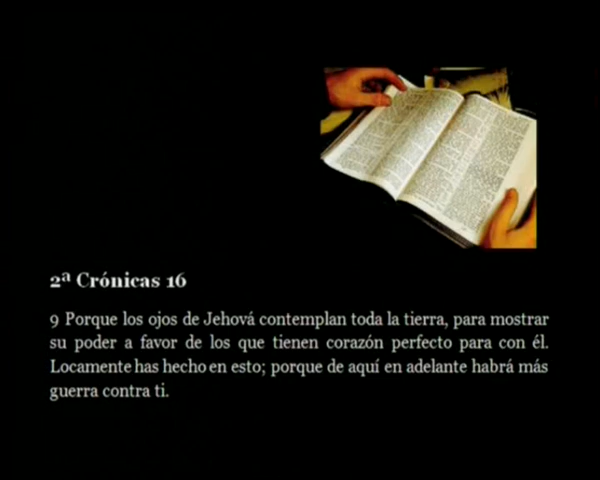 2ª Crónicas 16
9 Porque los ojos de Jehová contemplan toda la tierra, para mostrar
su poder a favor de los que tienen corazón perfecto para con él.
Locamente has hecho en esto; porque de aquí en adelante habrá más
guerra contra ti.